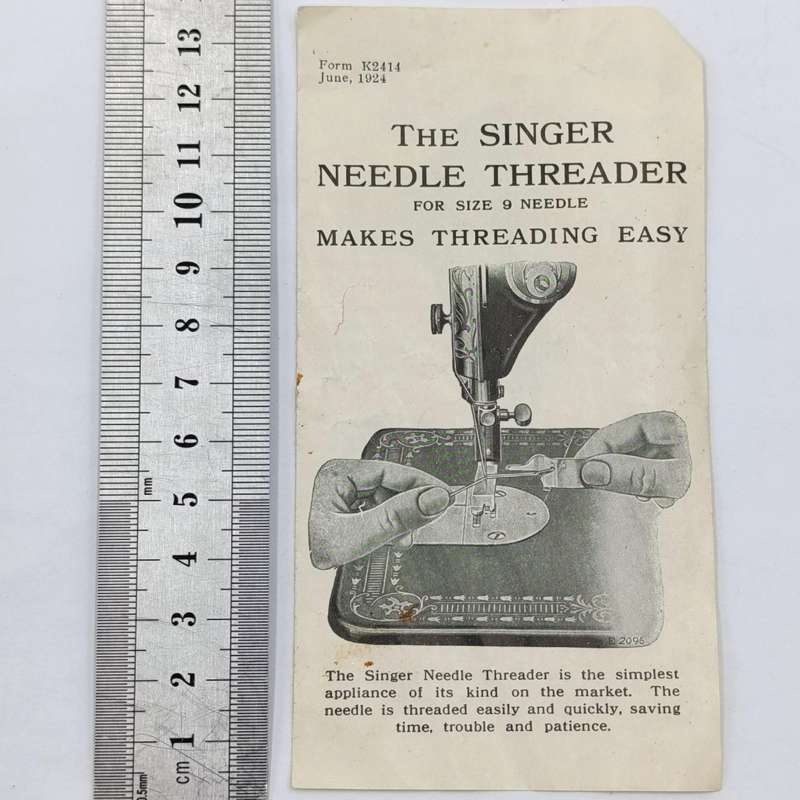 Form K2414
June, 1924
THE SINGER
NEEDLE THREADER
FOR SIZE 9 NEEDLE
MAKES THREADING EASY
2096
The Singer Needle Threader is the simplest
appliance of its kind on the market. The
needle is threaded easily and quickly, saving
time, trouble and patience.
13
12
11
10
9
8
7
6
mm
5
4
3
2
1
cm
0.5mm